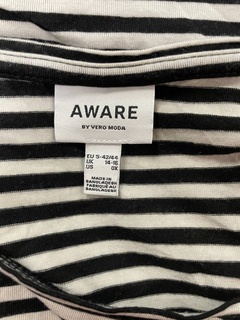 AWARE
BY VERO MODA
EU S-42/44
UK 14-16
US 0X
MADE IN
BANGLADESH
FABRIQUÉ AU
BANGLADESH